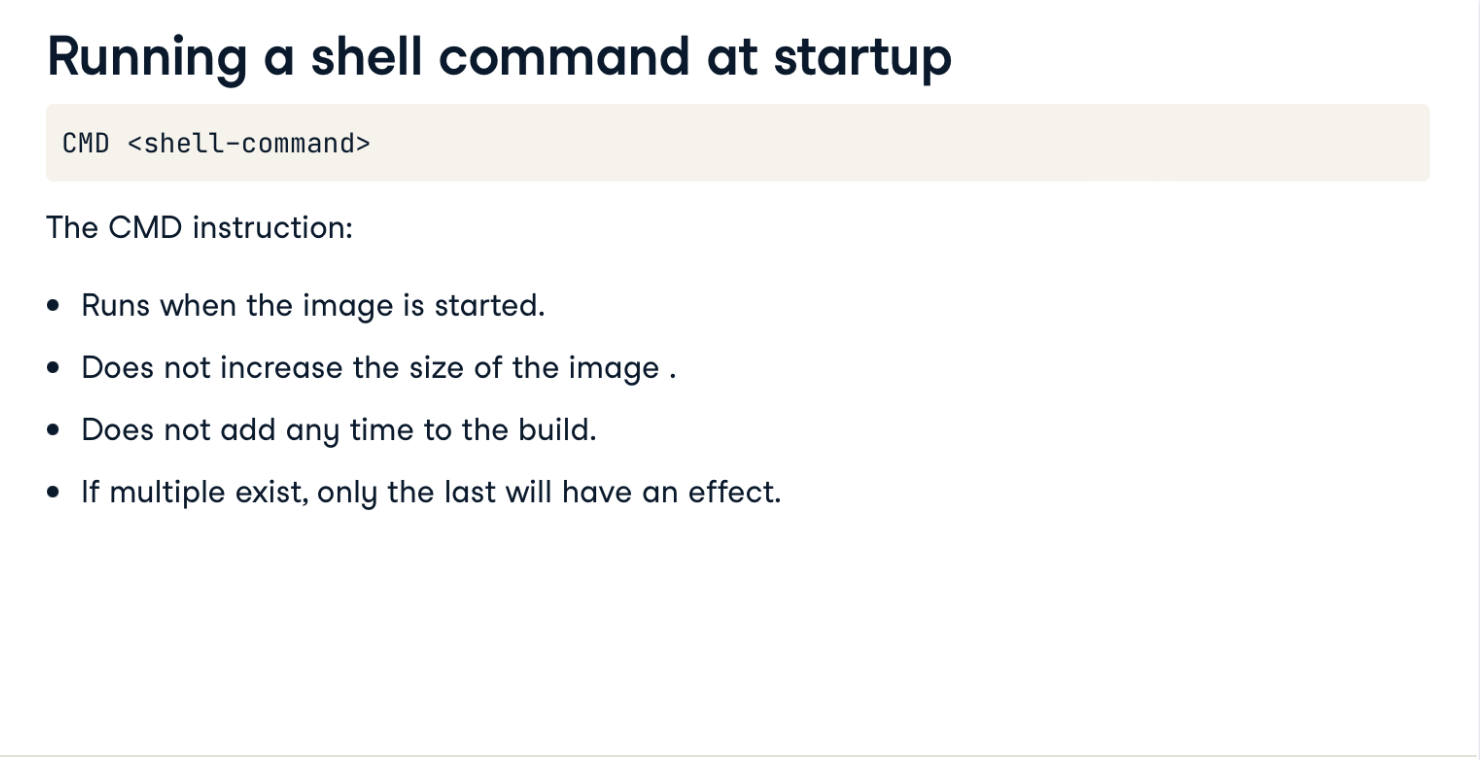 Running a shell command at startup
CMD <shell-command>
The CMD instruction:
• Runs when the image is started.
• Does not increase the size of the image .
• Does not add any time to the build.
• If multiple exist, only the last will have an effect.